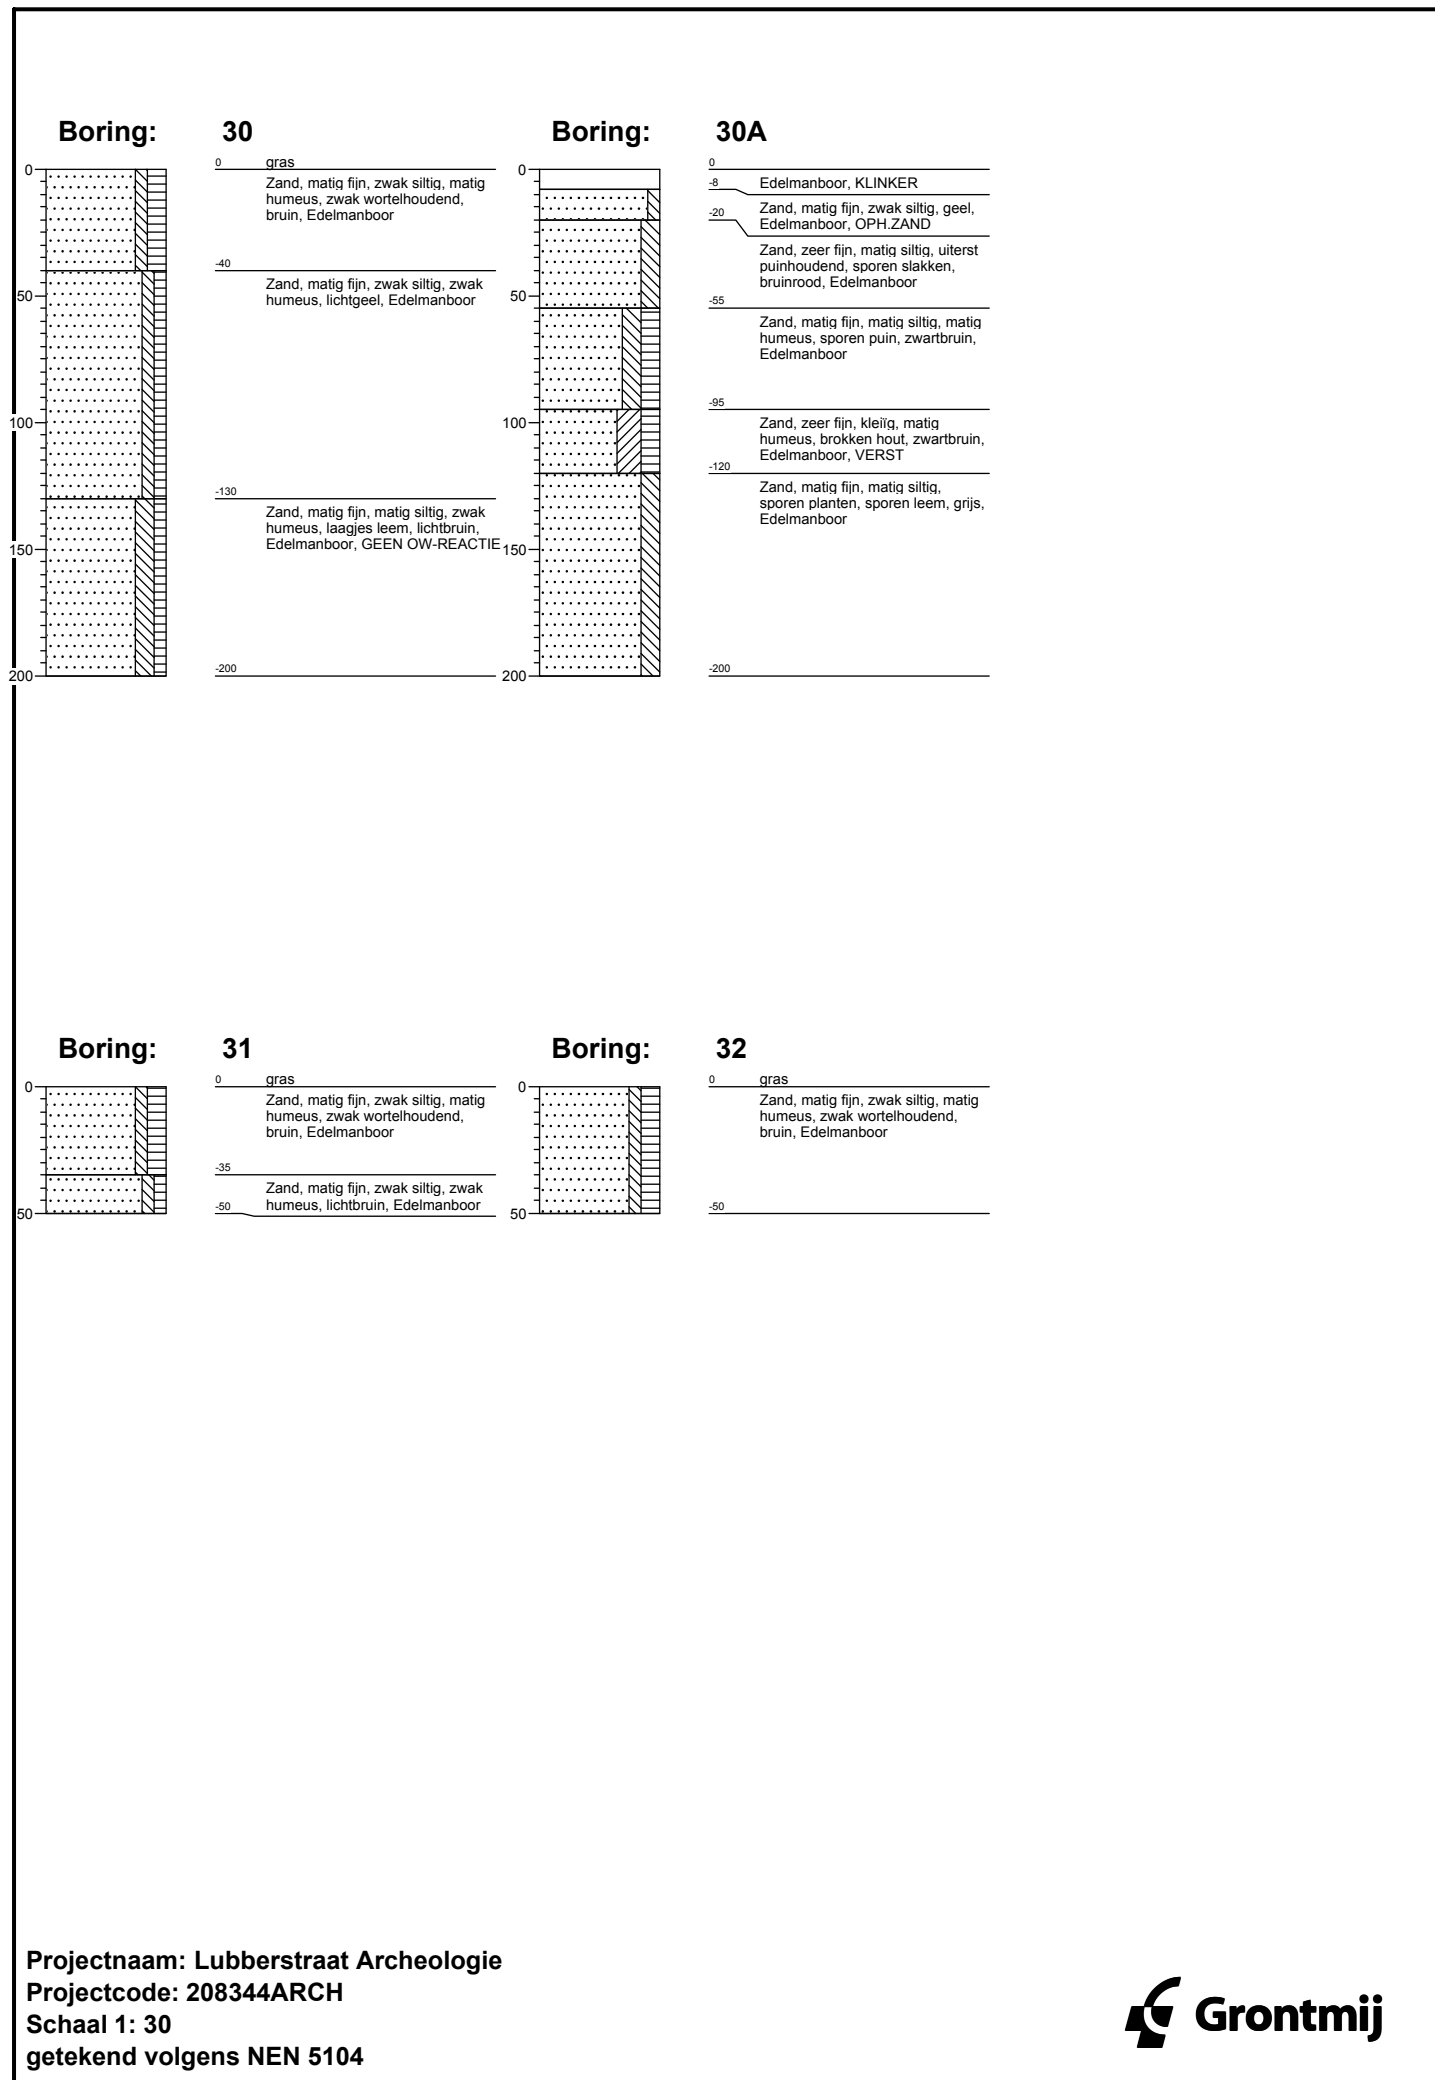 Boring: 30
0
50
100
150
200
0 gras
Zand, matig fijn, zwak siltig, matig
humeus, zwak wortelhoudend,
bruin, Edelmanboor
-40
Zand, matig fijn, zwak siltig, zwak
humeus, lichtgeel, Edelmanboor
-130
Zand, matig fijn, matig siltig, zwak
humeus, laagjes leem, lichtbruin,
Edelmanboor, GEEN OW-REACTIE
-200
Boring: 30A
0
50
100
150
200
0
-8 Edelmanboor, KLINKER
Zand, matig fijn, zwak siltig, geel,
-20 Edelmanboor, OPH.ZAND
Zand, zeer fijn, matig siltig, uiterst
puinhoudend, sporen slakken,
bruinrood, Edelmanboor
-55
Zand, matig fijn, matig siltig, matig
humeus, sporen puin, zwartbruin,
Edelmanboor
-95
Zand, zeer fijn, kleiïg, matig
humeus, brokken hout, zwartbruin,
Edelmanboor, VERST
-120
Zand, matig fijn, matig siltig,
sporen planten, sporen leem, grijs,
Edelmanboor
-200
Boring: 31
0
50
0 gras
Zand, matig fijn, zwak siltig, matig
humeus, zwak wortelhoudend,
bruin, Edelmanboor
-35
Zand, matig fijn, zwak siltig, zwak
-50 humeus, lichtbruin, Edelmanboor
Boring: 32
0
50
0 gras
Zand, matig fijn, zwak siltig, matig
humeus, zwak wortelhoudend,
bruin, Edelmanboor
-50
Projectnaam: Lubberstraat Archeologie
Projectcode: 208344ARCH
Schaal 1: 30
getekend volgens NEN 5104
Grontmij